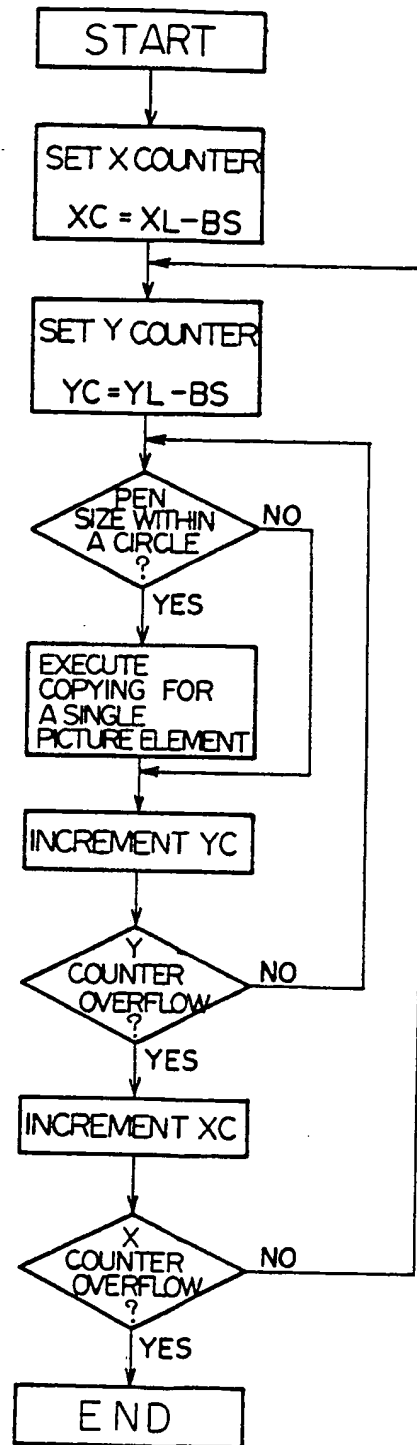 START
SET X COUNTER
XC = XL-BS
SET Y COUNTER
YC = YL-BS
PEN
SIZE WITHIN
A CIRCLE
?
NO
YES
EXECUTE
COPYING FOR
A SINGLE
PICTURE ELEMENT
INCREMENT YC
Y
COUNTER
OVERFLOW
?
NO
YES
INCREMENT XC
X
COUNTER
OVERFLOW
?
NO
YES
END